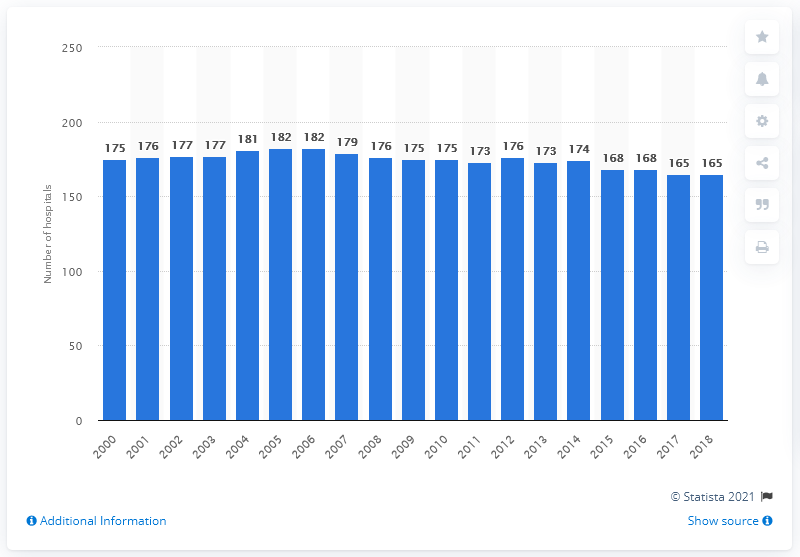 250
200
150
100
50
0
Number of hospitals
175 176 177 177 181 182 182 179 176 175 175 173 176 173 174 168 168 165 165
2000 2001 2002 2003 2004 2005 2006 2007 2008 2009 2010 2011 2012 2013 2014 2015 2016 2017 2018
© Statista 2021
Additional Information
Show source